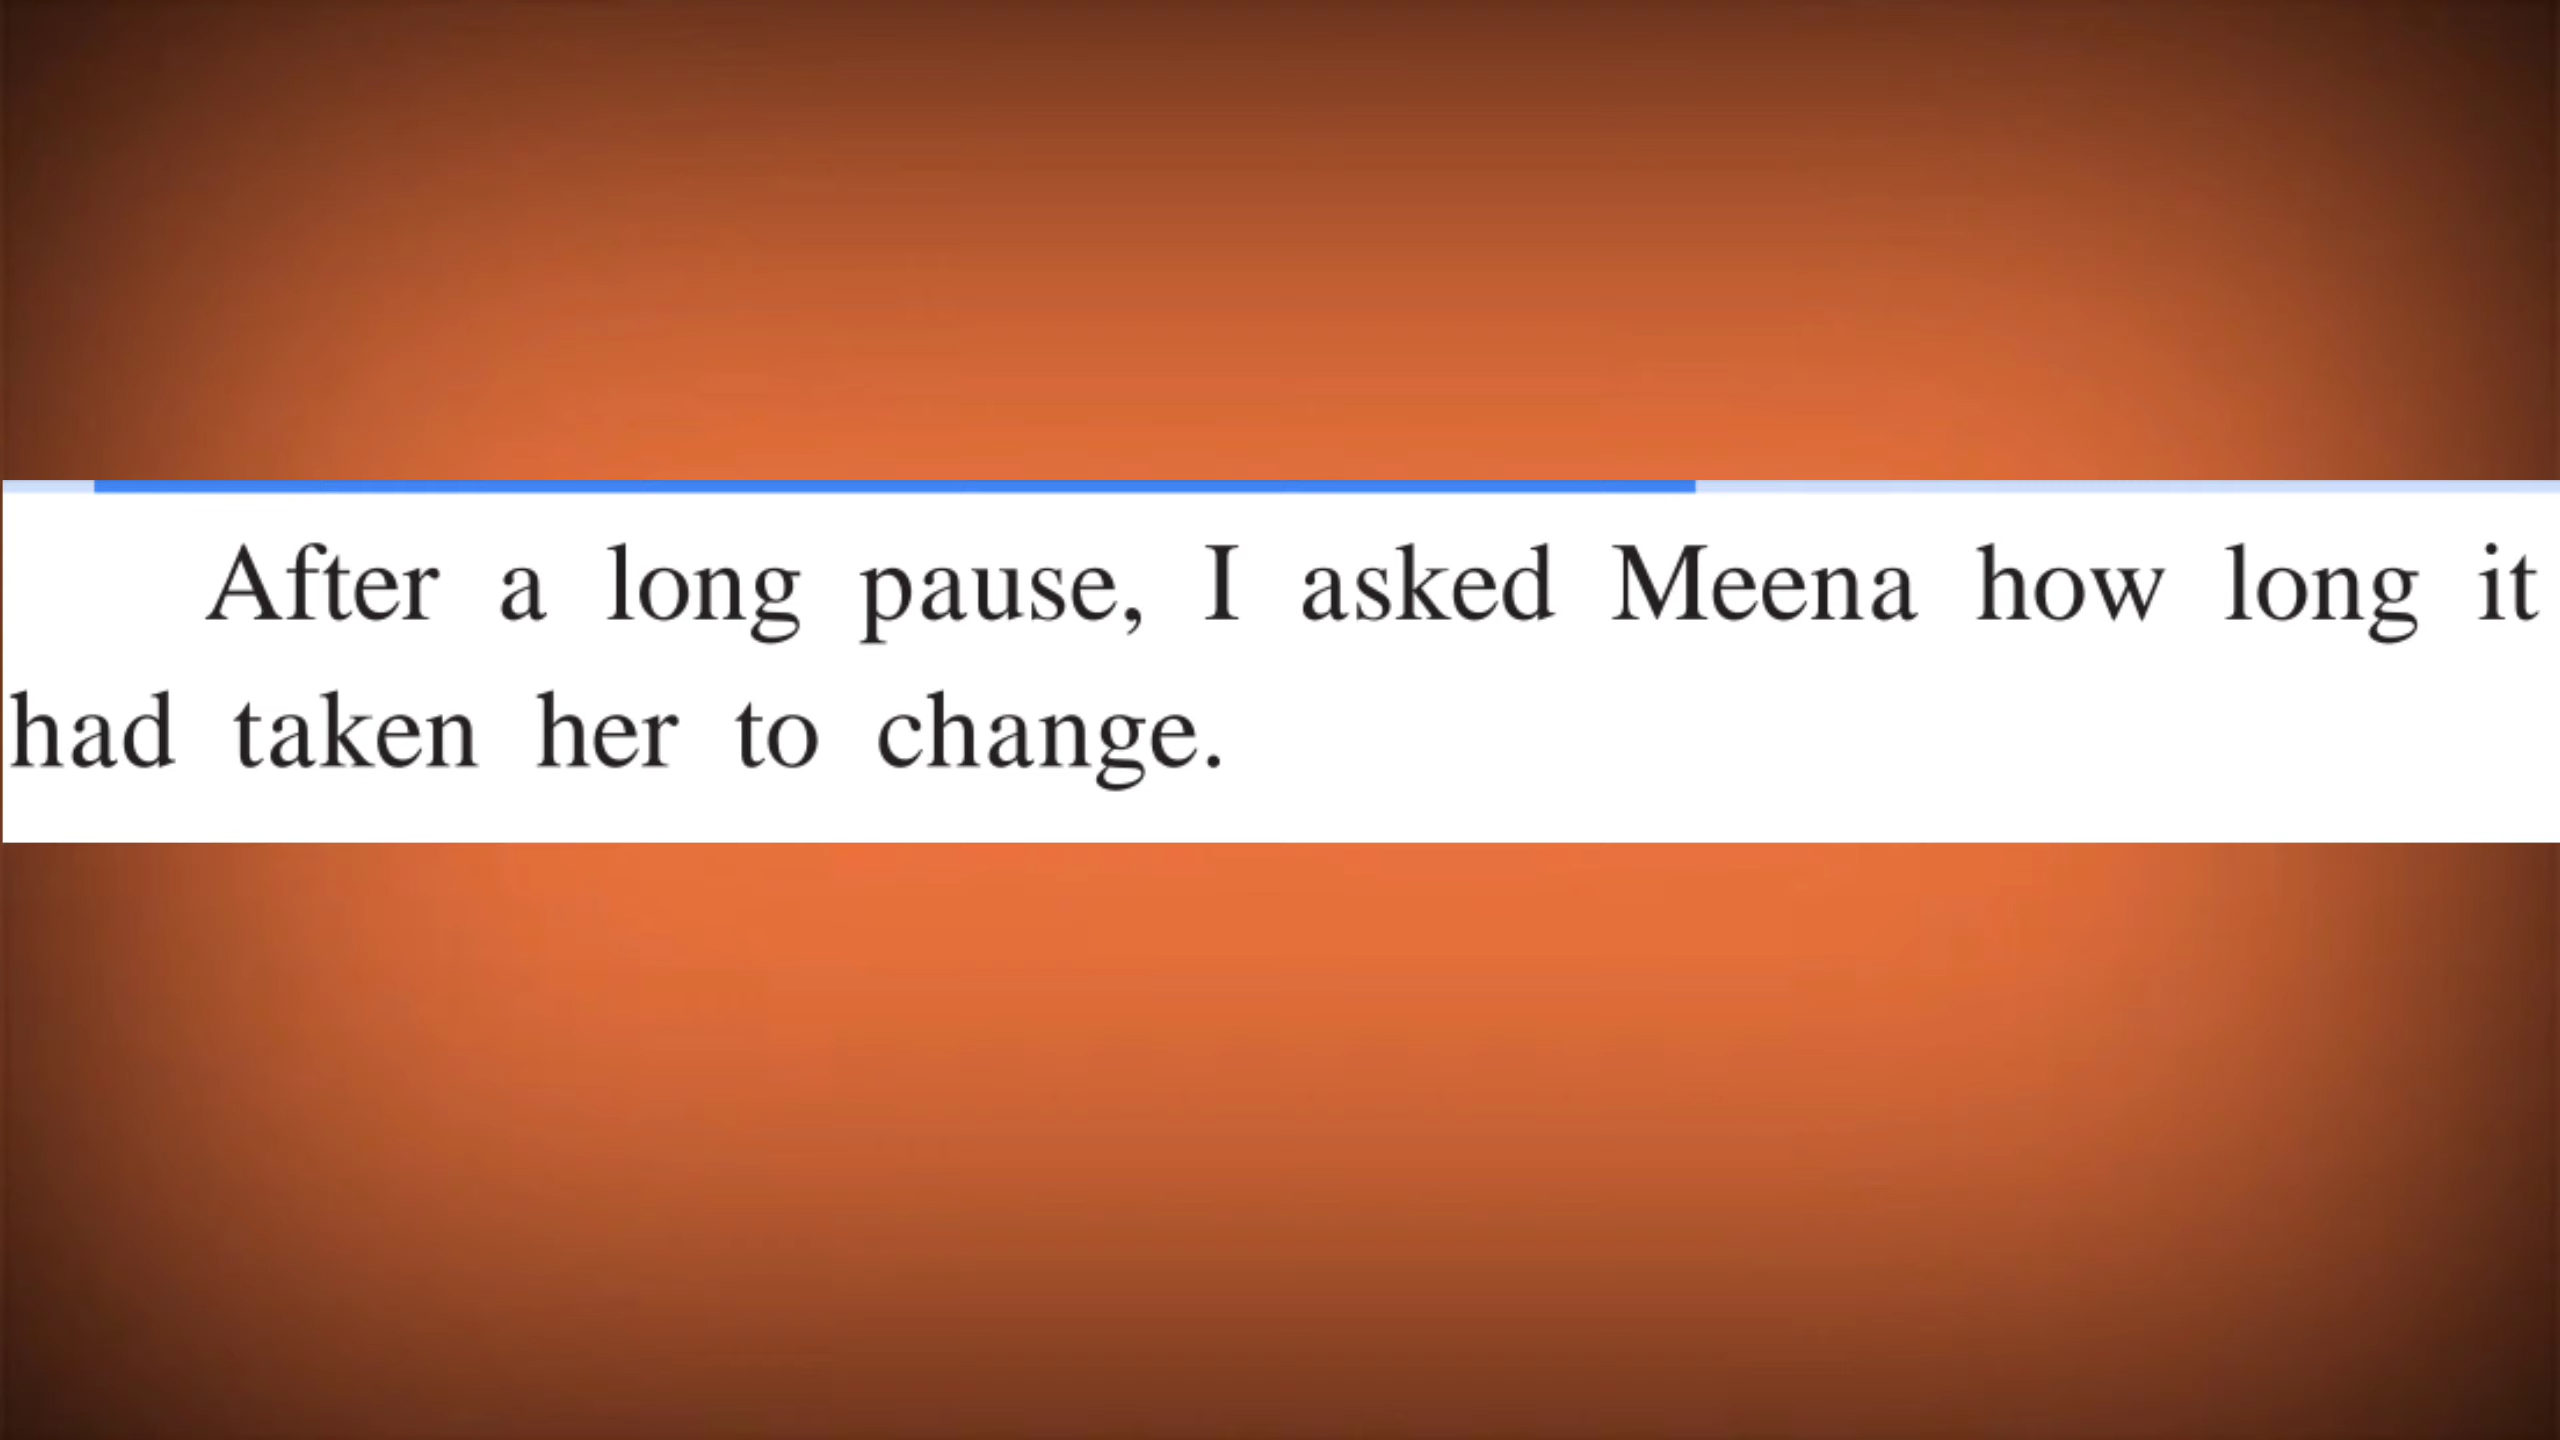 After a long pause, I asked Meena how long it
had taken her to change.